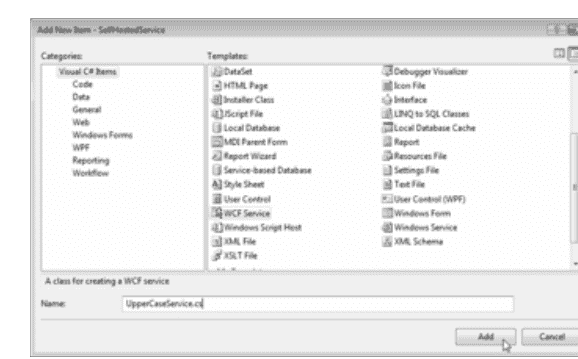 Add New Item - SelfHostedService
Categories:
Templates:
Visual C# Items
Code
Data
General
Web
Windows Forms
WPF
Reporting
Workflow
DataSet
HTML Page
Installer Class
JScript File
Local Database
MDI Parent Form
Report Wizard
Service-based Database
Style Sheet
User Control
WCF Service
Windows Script Host
XML File
XSLT File
Debugger Visualizer
Icon File
Interface
LINQ to SQL Classes
Local Database Cache
Report
Resources File
Settings File
Text File
User Control (WPF)
Windows Form
Windows Service
XML Schema
A class for creating a WCF service
Name:
UpperCaseService.cs
Add
Cancel